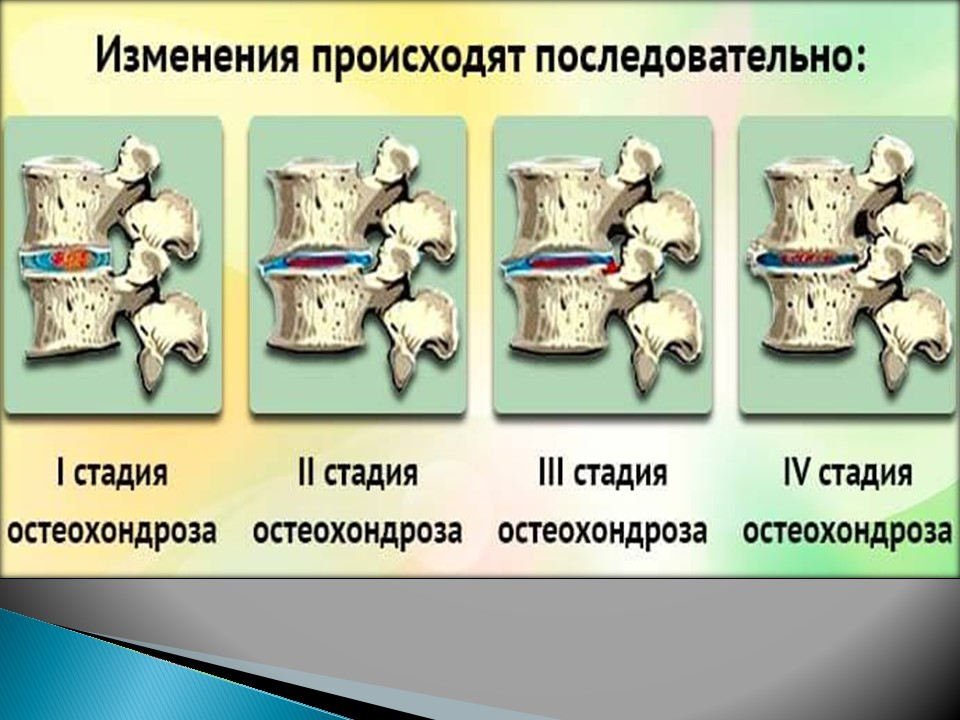 Изменения происходят последовательно:
I стадия
остеохондроза
II стадия
остеохондроза
III стадия
остеохондроза
IV стадия
остеохондроза